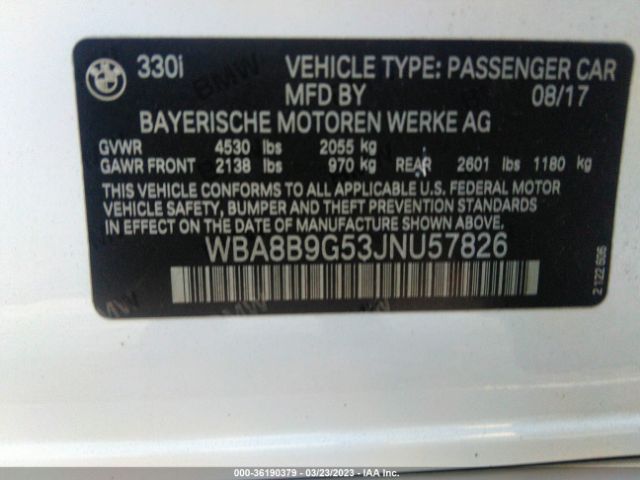 330i VEHICLE TYPE: PASSENGER CAR
MFD BY 08/17
BAYERISCHE MOTOREN WERKE AG
GVWR 4530 lbs 2055 kg
GAWR FRONT 2138 lbs 970 kg REAR 2601 lbs 1180 kg
THIS VEHICLE CONFORMS TO ALL APPLICABLE U.S. FEDERAL MOTOR
VEHICLE SAFETY, BUMPER, AND THEFT PREVENTION STANDARDS
IN EFFECT ON THE DATE OF MANUFACTURE SHOWN ABOVE.
WBA8B9G53JNU57826
BMW
000-36190379 - 03/23/2023 - IAA Inc.